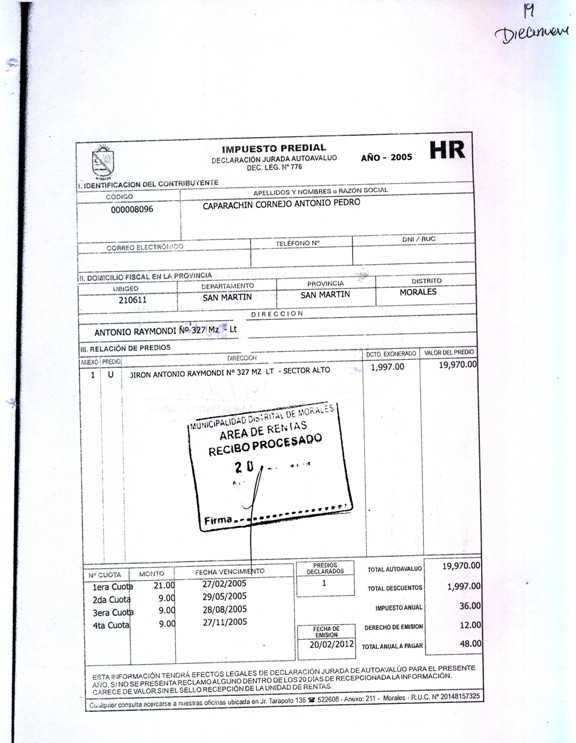 19
Diecinueve
IMPUESTO PREDIAL
DECLARACIÓN JURADA AUTOAVALUO
DEC. LEG. Nº 776
AÑO - 2005
HR
I. IDENTIFICACION DEL CONTRIBUYENTE
CÓDIGO
APELLIDOS Y NOMBRES o RAZÓN SOCIAL
000008096
CAPARACHIN CORNEJO ANTONIO PEDRO
CORREO ELECTRÓNICO
TELÉFONO Nº
DNI / RUC
II. DOMICILIO FISCAL EN LA PROVINCIA
UBIGEO
DEPARTAMENTO
PROVINCIA
DISTRITO
210611
SAN MARTIN
SAN MARTIN
MORALES
DIRECCION
ANTONIO RAYMONDI Nº 327 Mz Lt
III. RELACIÓN DE PREDIOS
ANEXO PREDIO DIRECCIÓN DCTO. EXONERADO VALOR DEL PREDIO
1 U JIRON ANTONIO RAYMONDI Nº 327 MZ LT - SECTOR ALTO 1,997.00 19,970.00
MUNICIPALIDAD DISTRITAL DE MORALES
AREA DE RENTAS
RECIBO PROCESADO
20
Firma
Nº CUOTA MONTO FECHA VENCIMIENTO
1era Cuota 21.00 27/02/2005
2da Cuota 9.00 29/05/2005
3era Cuota 9.00 28/08/2005
4ta Cuota 9.00 27/11/2005
PREDIOS DECLARADOS
1
FECHA DE EMISION
20/02/2012
TOTAL AUTOAVALUO 19,970.00
TOTAL DESCUENTOS 1,997.00
IMPUESTO ANUAL 36.00
DERECHO DE EMISION 12.00
TOTAL ANUAL A PAGAR 48.00
ESTA INFORMACIÓN TENDRÁ EFECTOS LEGALES DE DECLARACIÓN JURADA DE AUTOAVALÚO PARA EL PRESENTE
AÑO, SI NO SE PRESENTA RECLAMO ALGUNO DENTRO DE LOS 20 DÍAS DE RECEPCIONADA LA INFORMACIÓN.
CARECE DE VALOR SIN EL SELLO RECEPCIÓN DE LA UNIDAD DE RENTAS.
Cualquier consulta acercarse a nuestras oficinas ubicada en Jr. Tarapoto 136 ☎ 522608 - Anexo: 211 - Morales - R.U.C. Nº 20148157325